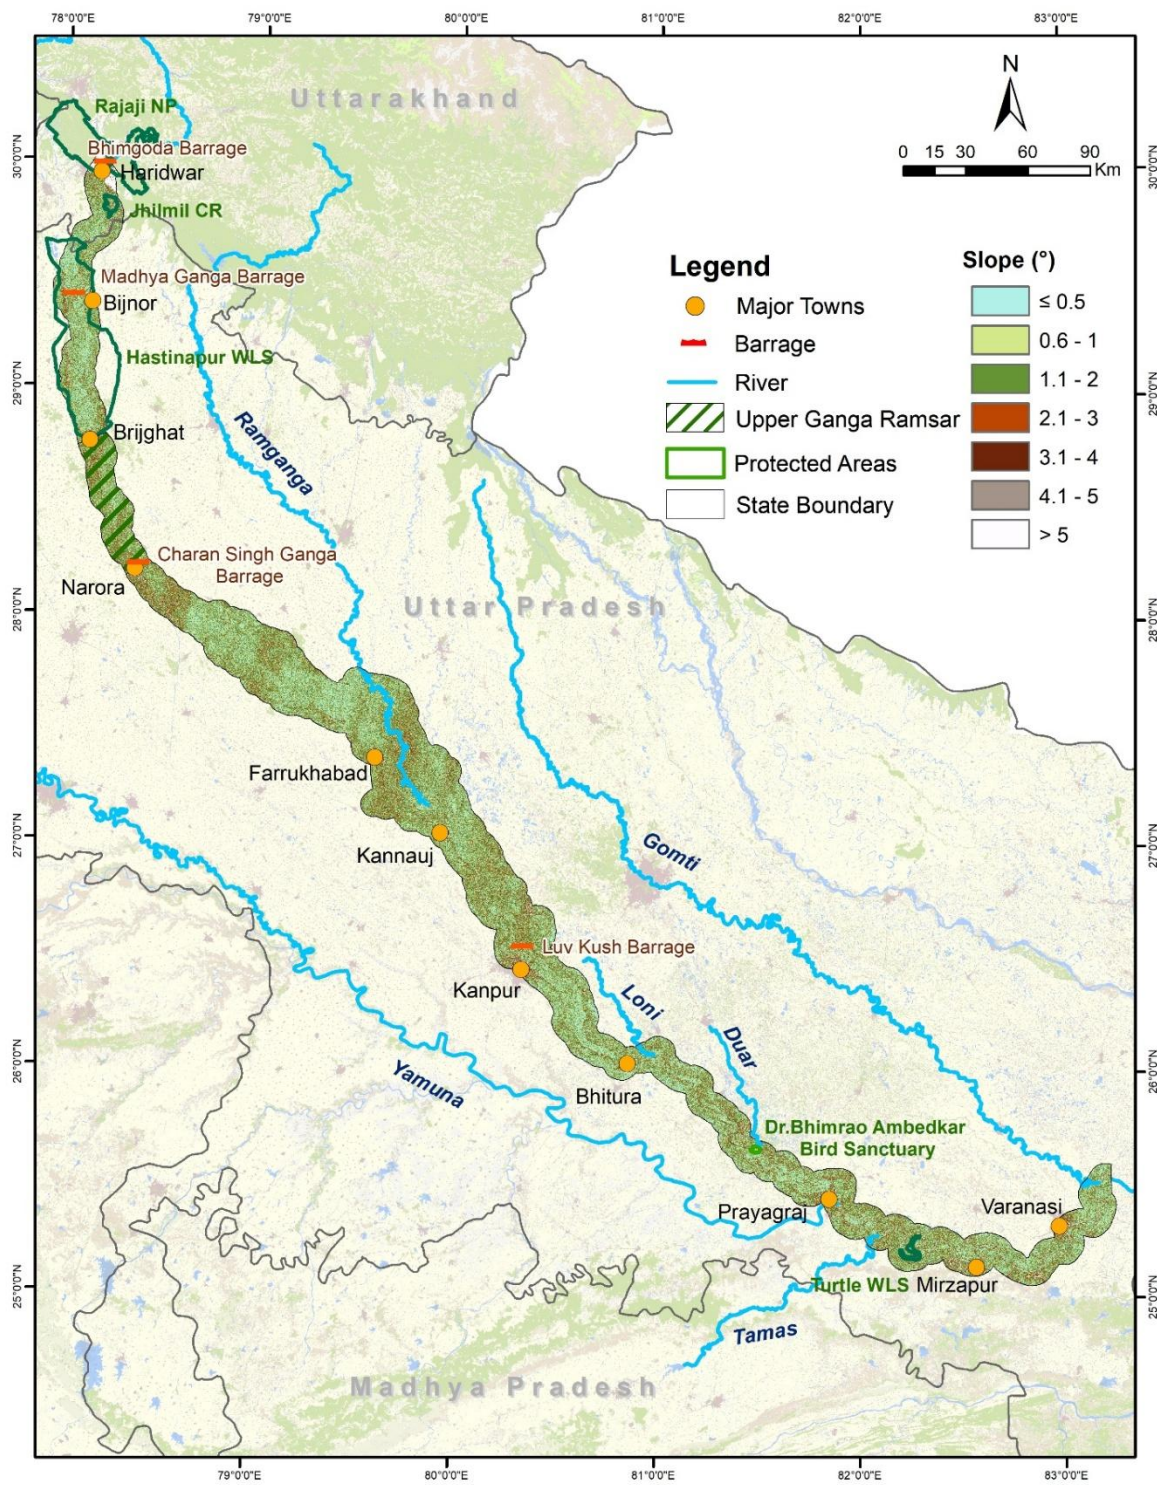 78°0'0"E
79°0'0"E
80°0'0"E
81°0'0"E
82°0'0"E
83°0'0"E
N
0 15 30 60 90
Km
Uttarakhand
Rajaji NP
Bhimgoda Barrage
Haridwar
Jhilmil CR
Madhya Ganga Barrage
Bijnor
Hastinapur WLS
Brijghat
Ramganga
Charan Singh Ganga
Barrage
Narora
Uttar Pradesh
Legend
Major Towns
Barrage
River
Upper Ganga Ramsar
Protected Areas
State Boundary
Slope (°)
≤ 0.5
0.6 - 1
1.1 - 2
2.1 - 3
3.1 - 4
4.1 - 5
> 5
Farrukhabad
Kannauj
Gomti
Luv Kush Barrage
Kanpur
Loni
Duar
Yamuna
Bhitura
Dr.Bhimrao Ambedkar
Bird Sanctuary
Prayagraj
Varanasi
Turtle WLS
Mirzapur
Tamas
Madhya Pradesh
30°0'0"N
29°0'0"N
28°0'0"N
27°0'0"N
26°0'0"N
25°0'0"N
30°0'0"N
29°0'0"N
28°0'0"N
27°0'0"N
26°0'0"N
25°0'0"N
79°0'0"E
80°0'0"E
81°0'0"E
82°0'0"E
83°0'0"E